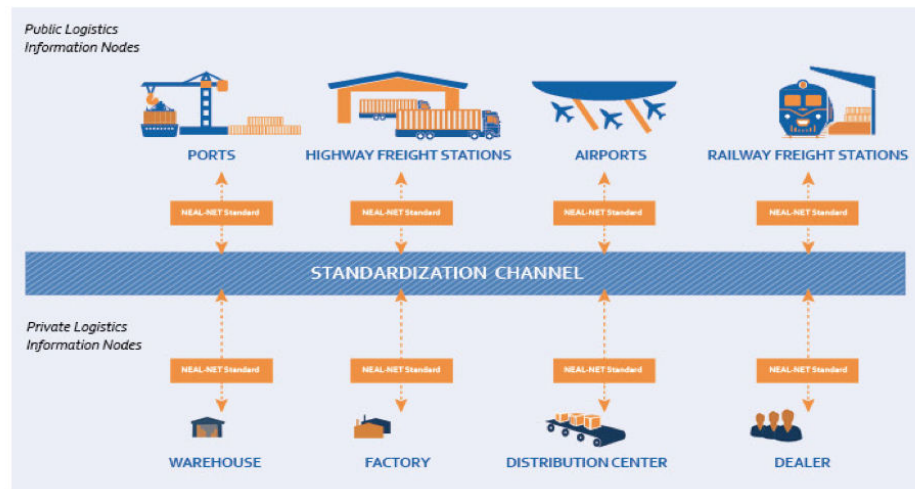 Public Logistics
Information Nodes
PORTS
HIGHWAY FREIGHT STATIONS
AIRPORTS
RAILWAY FREIGHT STATIONS
NEAL-NET Standard
NEAL-NET Standard
NEAL-NET Standard
NEAL-NET Standard
STANDARDIZATION CHANNEL
Private Logistics
Information Nodes
NEAL-NET Standard
NEAL-NET Standard
NEAL-NET Standard
NEAL-NET Standard
WAREHOUSE
FACTORY
DISTRIBUTION CENTER
DEALER